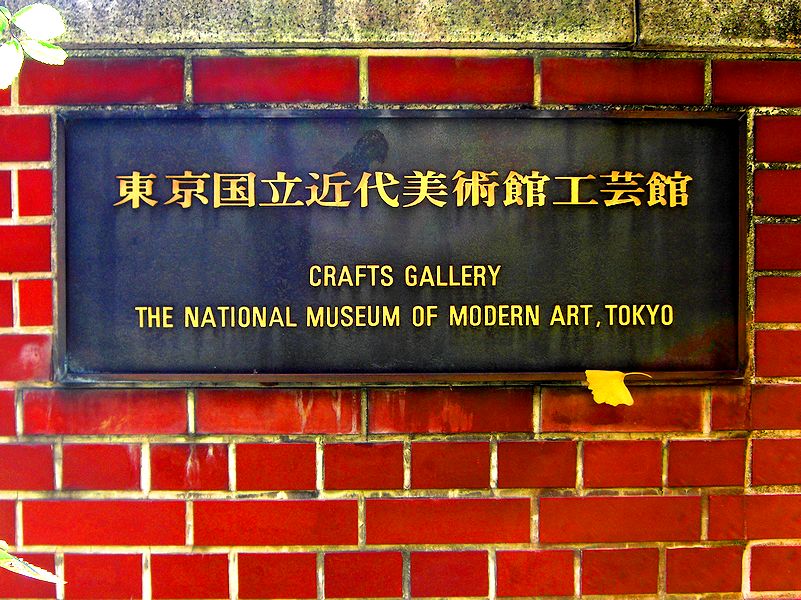 東京国立近代美術館工芸館
CRAFTS GALLERY
THE NATIONAL MUSEUM OF MODERN ART, TOKYO